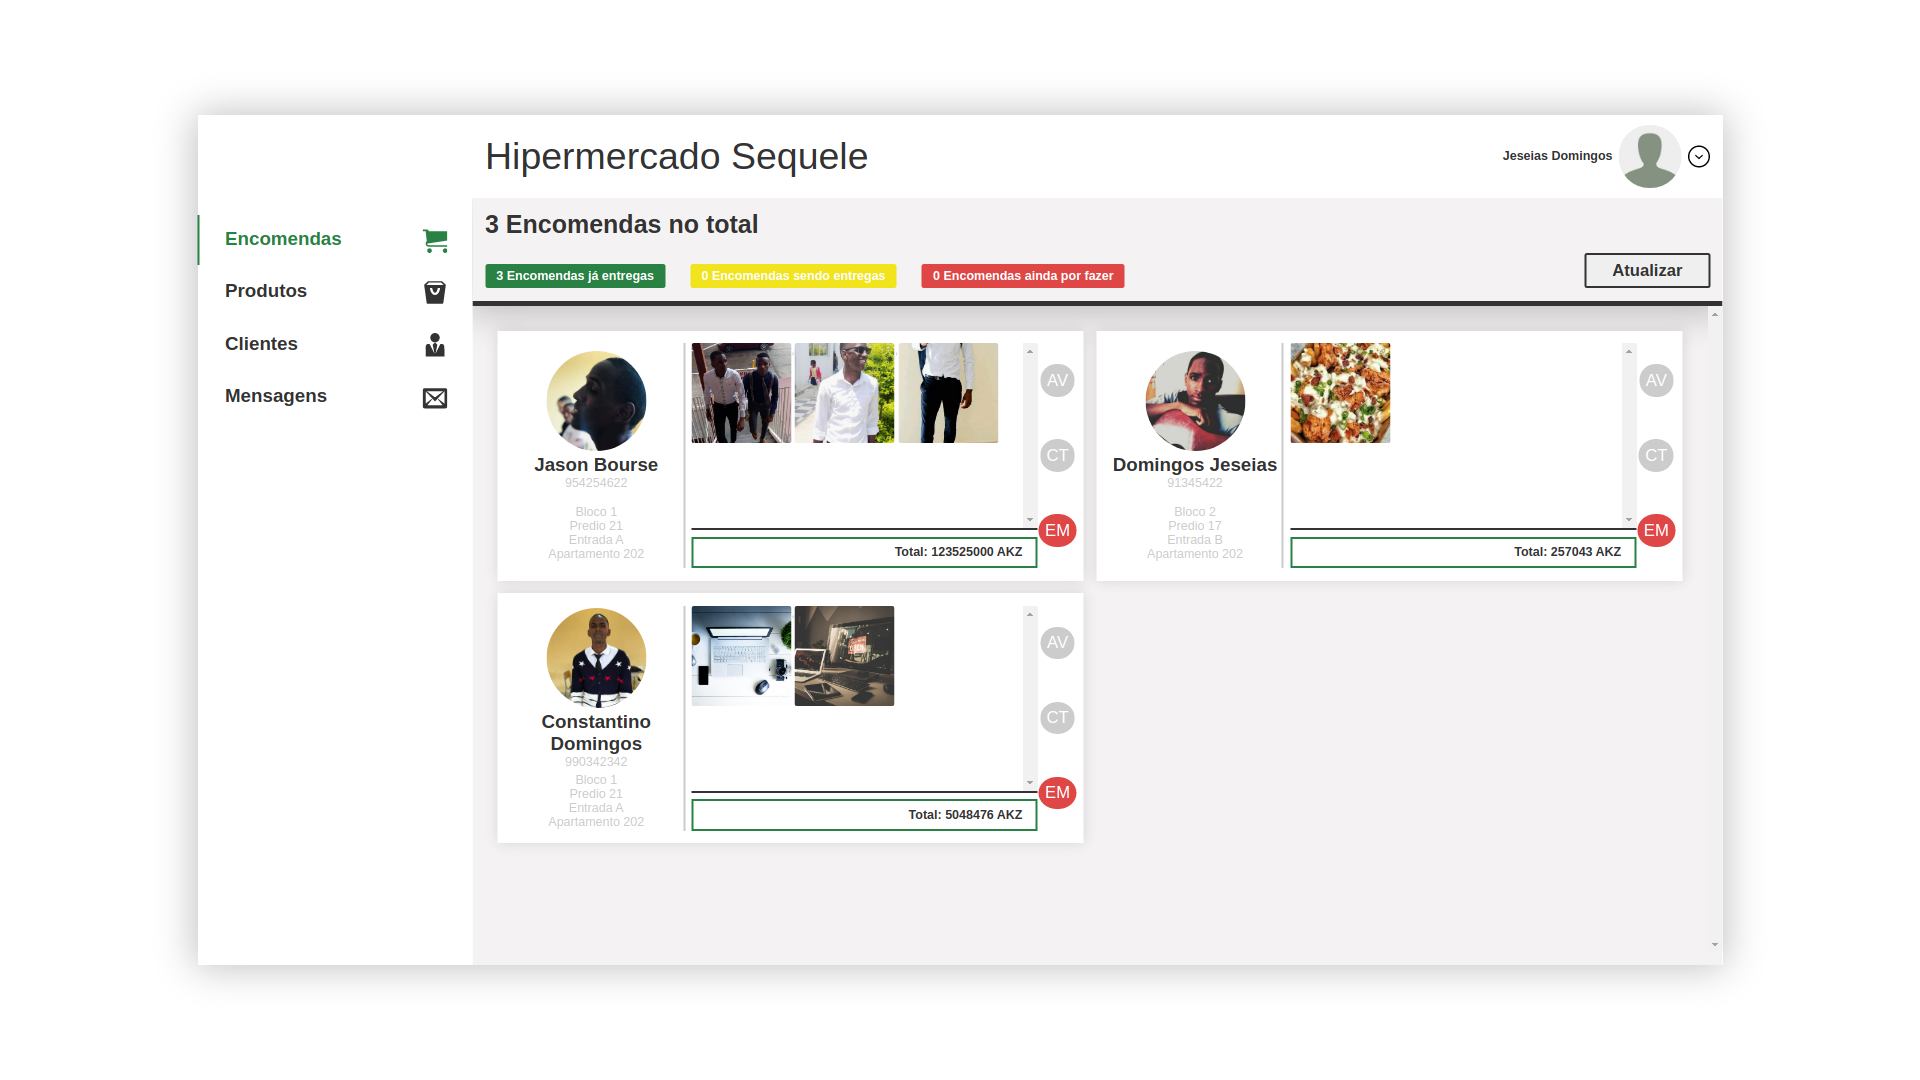 Hipermercado Sequele
Jeseias Domingos
Encomendas
Produtos
Clientes
Mensagens
3 Encomendas no total
3 Encomendas já entregas
0 Encomendas sendo entregas
0 Encomendas ainda por fazer
Atualizar
Jason Bourse
954254622
Bloco 1
Predio 21
Entrada A
Apartamento 202
Total: 123525000 AKZ
AV
CT
EM
Domingos Jeseias
91345422
Bloco 2
Predio 17
Entrada B
Apartamento 202
Total: 257043 AKZ
AV
CT
EM
Constantino
Domingos
990342342
Bloco 1
Predio 21
Entrada A
Apartamento 202
Total: 5048476 AKZ
AV
CT
EM